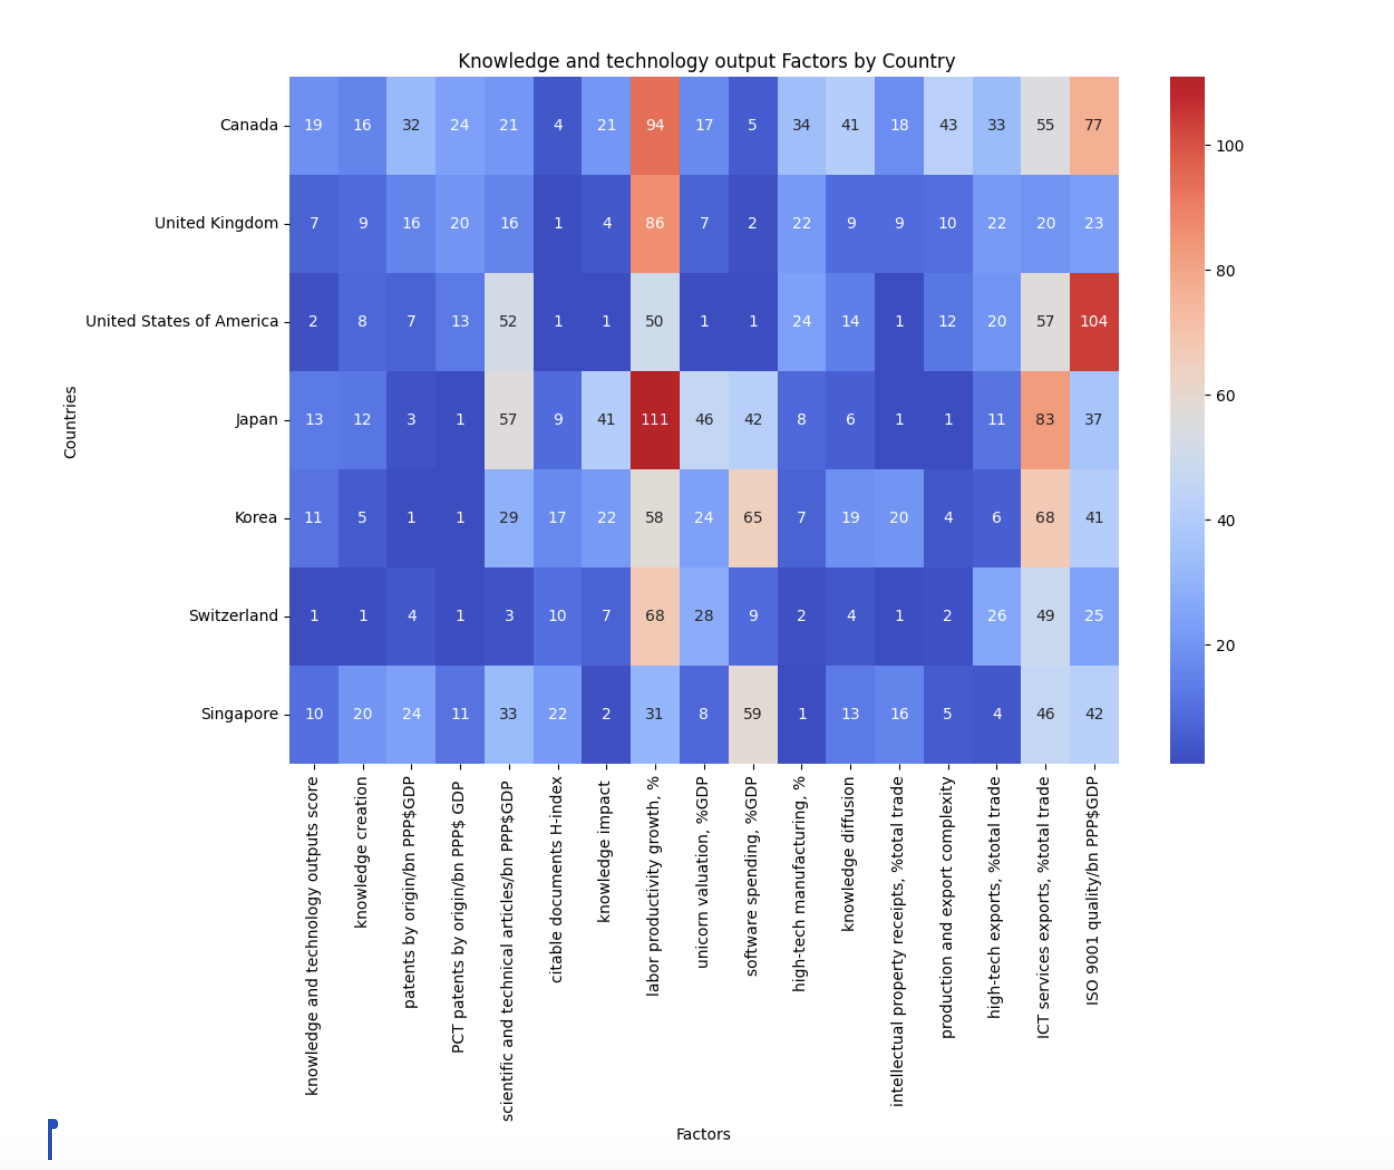 Knowledge and technology output Factors by Country
Canada 19 16 32 24 21 4 21 94 17 5 34 41 18 43 33 55 77
United Kingdom 7 9 16 20 16 1 4 86 7 2 22 9 9 10 22 20 23
United States of America 2 8 7 13 52 1 1 50 1 1 24 14 1 12 20 57 104
Japan 13 12 3 1 57 9 41 111 46 42 8 6 1 1 11 83 37
Korea 11 5 1 1 29 17 22 58 24 65 7 19 20 4 6 68 41
Switzerland 1 1 4 1 3 10 7 68 28 9 2 4 1 2 26 49 25
Singapore 10 20 24 11 33 22 2 31 8 59 1 13 16 5 4 46 42
Countries
knowledge and technology outputs score
knowledge creation
patents by origin/bn PPP$GDP
PCT patents by origin/bn PPP$ GDP
scientific and technical articles/bn PPP$GDP
citable documents H-index
knowledge impact
labor productivity growth, %
unicorn valuation, %GDP
software spending, %GDP
high-tech manufacturing, %
knowledge diffusion
intellectual property receipts, %total trade
production and export complexity
high-tech exports, %total trade
ICT services exports, %total trade
ISO 9001 quality/bn PPP$GDP
Factors
100
80
60
40
20